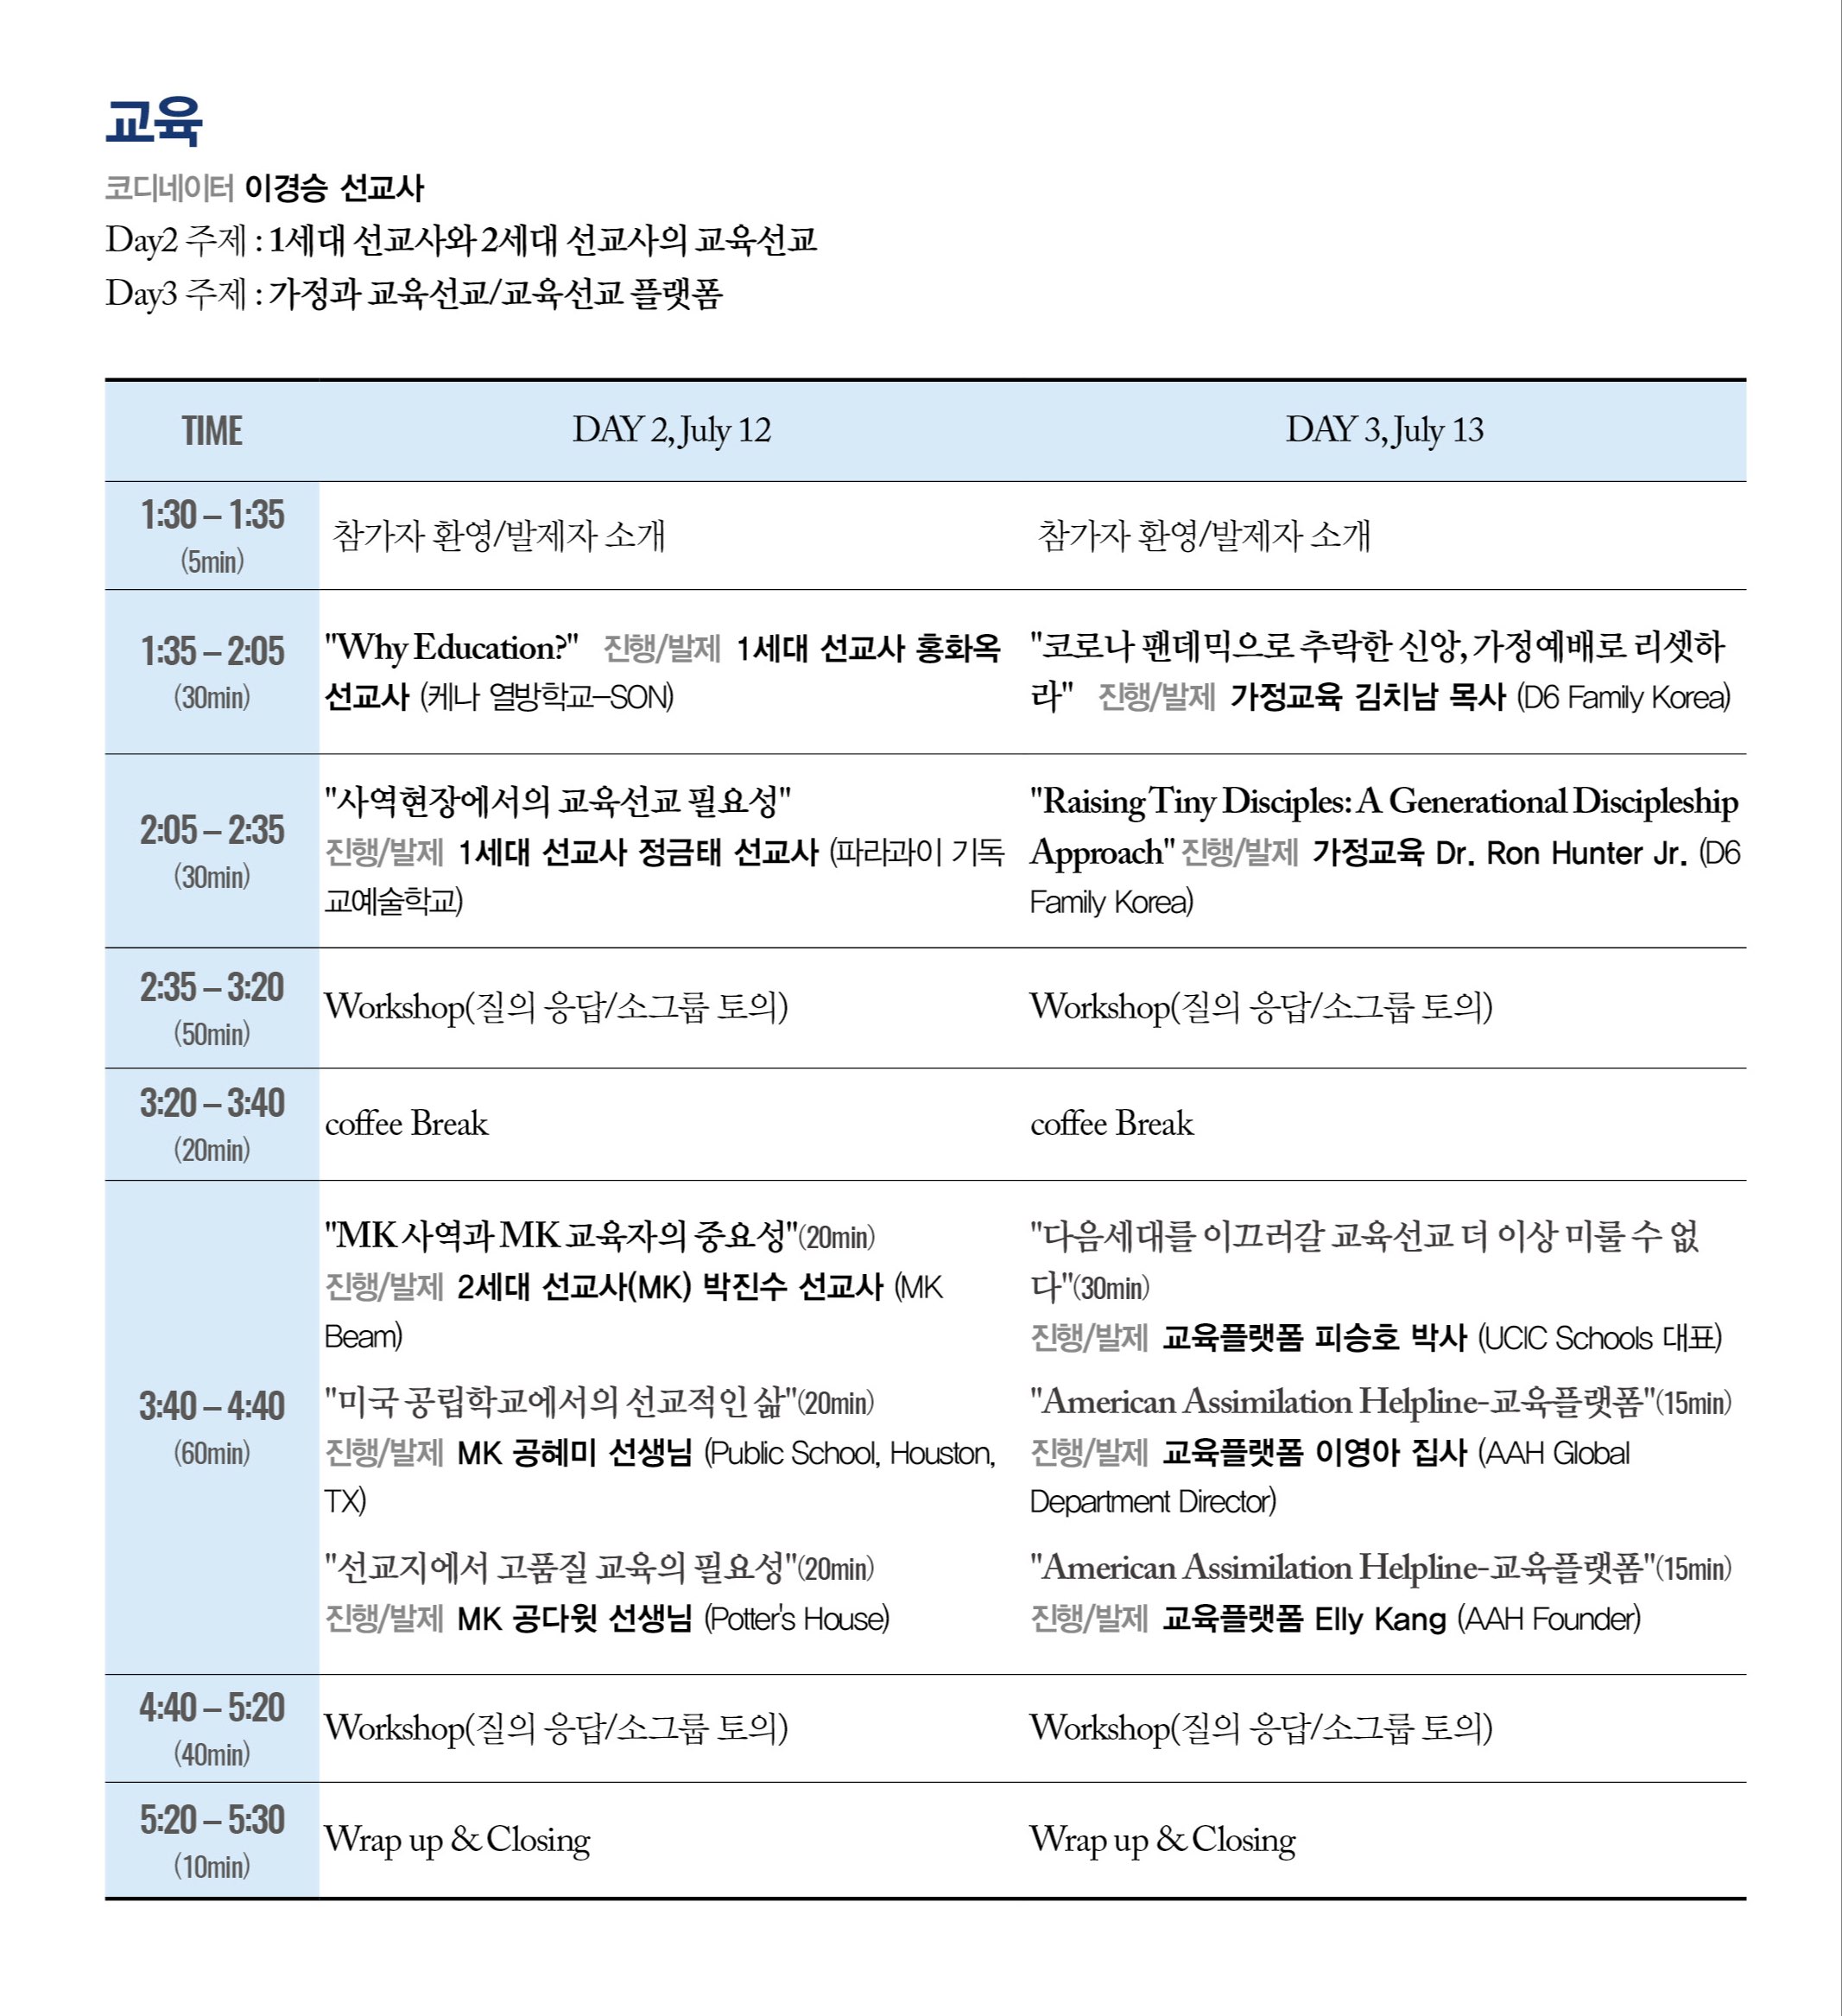 교육
코디네이터 이경승 선교사
Day2 주제 : 1세대 선교사와 2세대 선교사의 교육선교
Day3 주제 : 가정과 교육선교/교육선교 플랫폼
TIME DAY 2, July 12 DAY 3, July 13
1:30 – 1:35
(5min)
참가자 환영/발제자 소개
참가자 환영/발제자 소개
1:35 – 2:05
(30min)
"Why Education?" 진행/발제 1세대 선교사 홍화옥
선교사 (케냐 열방학교–SON)
"코로나 팬데믹으로 추락한 신앙, 가정예배로 리셋하
라" 진행/발제 가정교육 김치남 목사 (D6 Family Korea)
2:05 – 2:35
(30min)
"사역현장에서의 교육선교 필요성"
진행/발제 1세대 선교사 정금태 선교사 (파라과이 기독
교예술학교)
"Raising Tiny Disciples: A Generational Discipleship
Approach" 진행/발제 가정교육 Dr. Ron Hunter Jr. (D6
Family Korea)
2:35 – 3:20
(50min)
Workshop(질의 응답/소그룹 토의)
Workshop(질의 응답/소그룹 토의)
3:20 – 3:40
(20min)
coffee Break
coffee Break
3:40 – 4:40
(60min)
"MK 사역과 MK 교육자의 중요성"(20min)
진행/발제 2세대 선교사(MK) 박진수 선교사 (MK
Beam)
"미국 공립학교에서의 선교적인 삶"(20min)
진행/발제 MK 공혜미 선생님 (Public School, Houston,
TX)
"선교지에서 고품질 교육의 필요성"(20min)
진행/발제 MK 공다윗 선생님 (Potter's House)
"다음세대를 이끄러갈 교육선교 더 이상 미룰 수 없
다"(30min)
진행/발제 교육플랫폼 피승호 박사 (UCIC Schools 대표)
"American Assimilation Helpline-교육플랫폼"(15min)
진행/발제 교육플랫폼 이영아 집사 (AAH Global
Department Director)
"American Assimilation Helpline-교육플랫폼"(15min)
진행/발제 교육플랫폼 Elly Kang (AAH Founder)
4:40 – 5:20
(40min)
Workshop(질의 응답/소그룹 토의)
Workshop(질의 응답/소그룹 토의)
5:20 – 5:30
(10min)
Wrap up & Closing
Wrap up & Closing